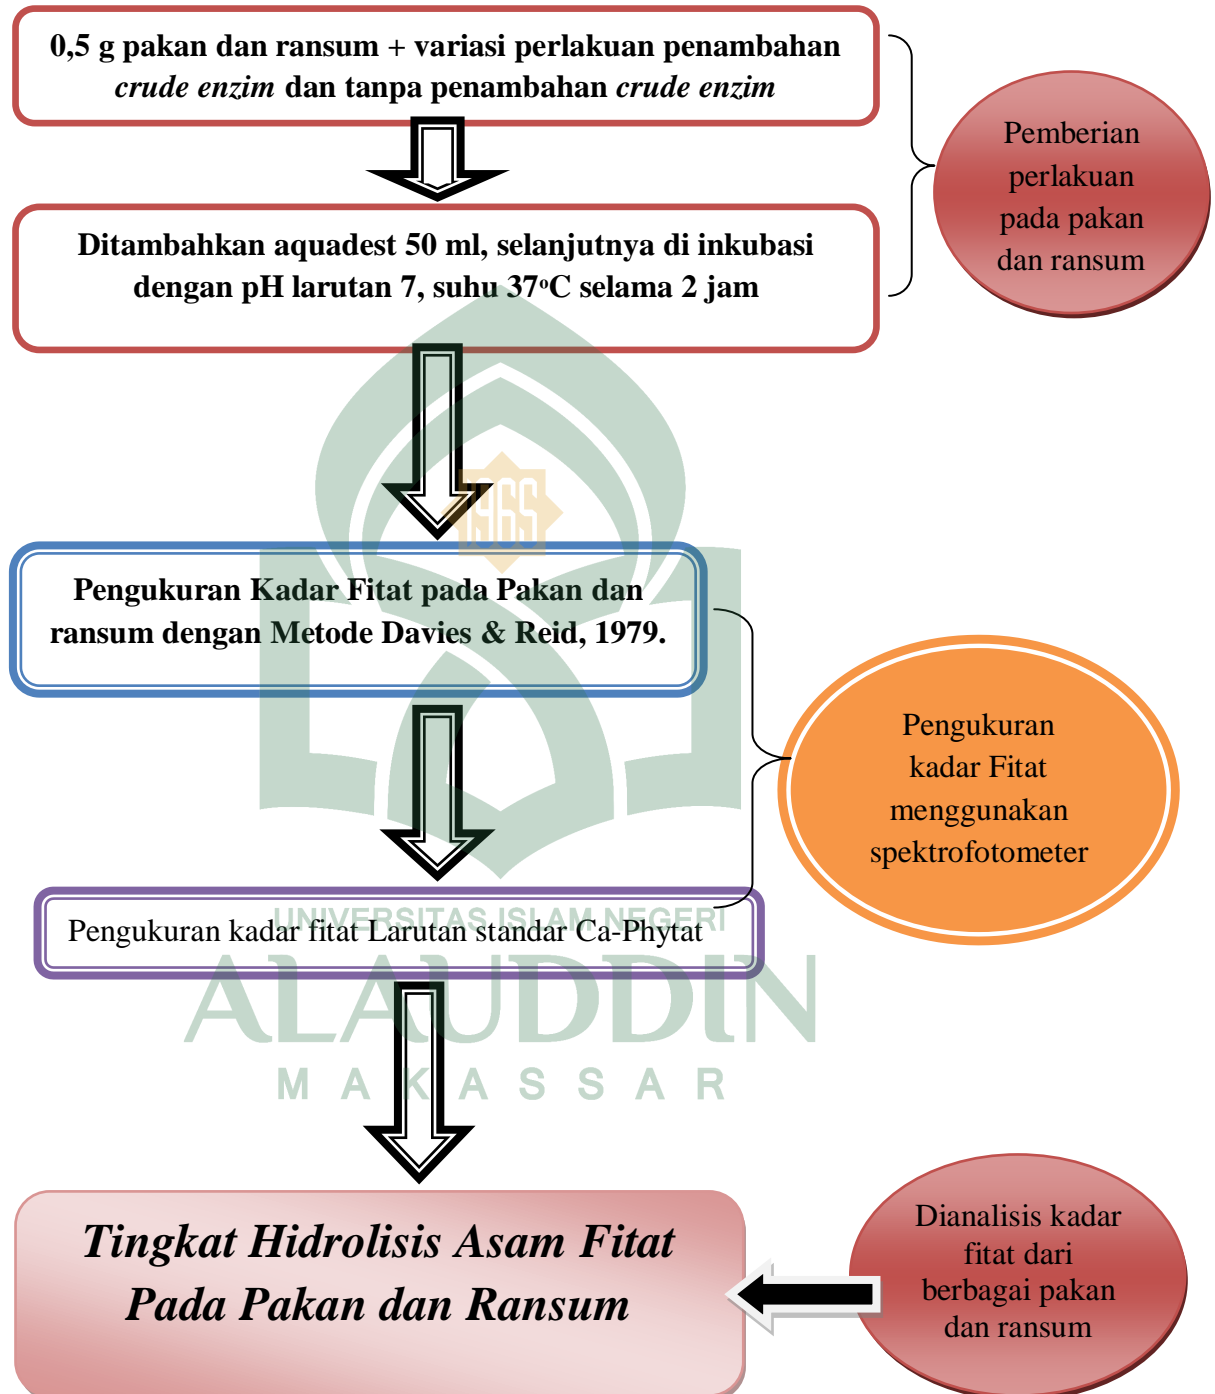 0,5 g pakan dan ransum + variasi perlakuan penambahan
crude enzim dan tanpa penambahan crude enzim
Pemberian
perlakuan
pada pakan
dan ransum
Ditambahkan aquadest 50 ml, selanjutnya di inkubasi
dengan pH larutan 7, suhu 37°C selama 2 jam
1965
Pengukuran Kadar Fitat pada Pakan dan
ransum dengan Metode Davies & Reid, 1979.
Pengukuran
kadar Fitat
menggunakan
spektrofotometer
UNIVERSITAS ISLAM NEGERI
Pengukuran kadar fitat Larutan standar Ca-Phytat
ALAUDDIN
MAKASSAR
Tingkat Hidrolisis Asam Fitat
Pada Pakan dan Ransum
Dianalisis kadar
fitat dari
berbagai pakan
dan ransum